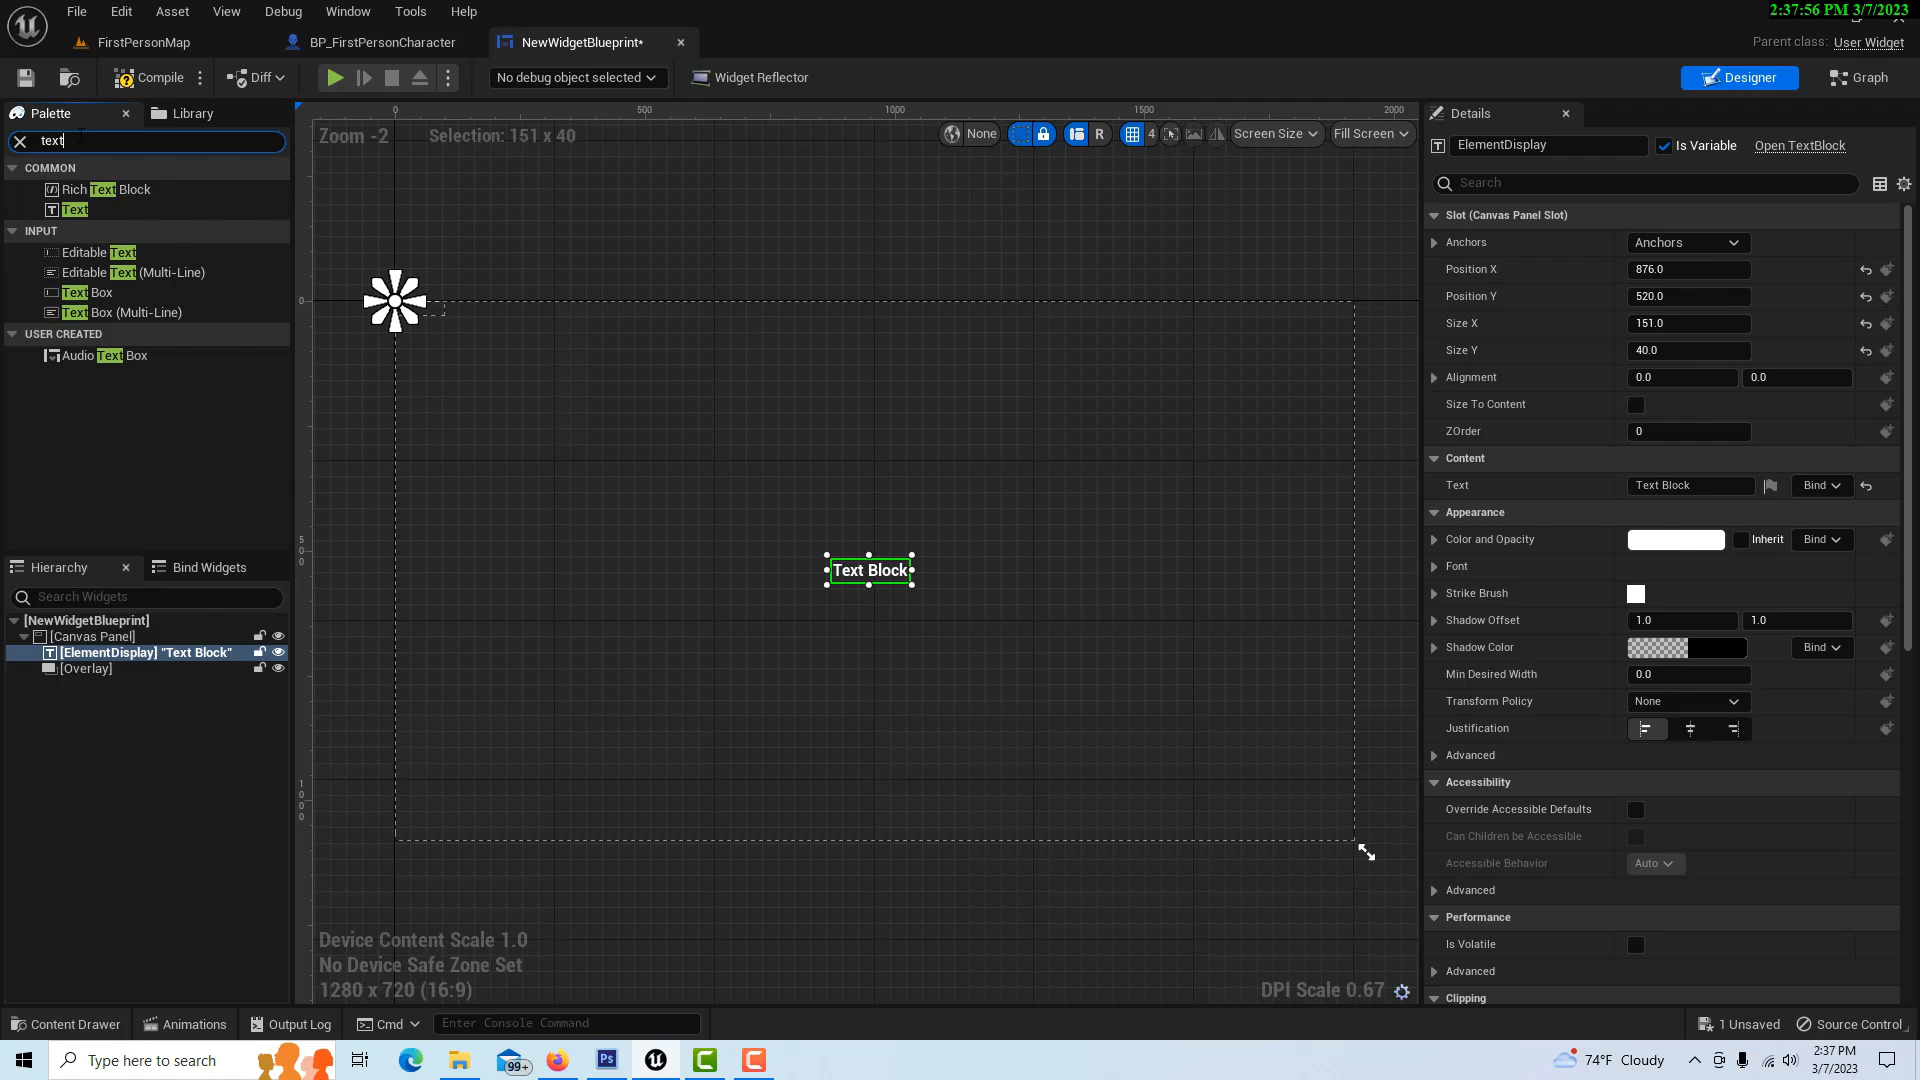 2:37:56 PM 3/7/2023
File Edit Asset View Debug Window Tools Help
FirstPersonMap
BP_FirstPersonCharacter
NewWidgetBlueprint*
Parent class: User Widget
Compile
Diff
No debug object selected
Widget Reflector
Designer
Graph
Palette
Library
text
COMMON
Rich Text Block
Text
INPUT
Editable Text
Editable Text (Multi-Line)
Text Box
Text Box (Multi-Line)
USER CREATED
Audio Text Box
Hierarchy
Bind Widgets
Search Widgets
[NewWidgetBlueprint]
[Canvas Panel]
[ElementDisplay] "Text Block"
[Overlay]
0 500 1000 1500 2000
Zoom -2
Selection: 151 x 40
None
R
4
Screen Size
Fill Screen
0
500
1000
Text Block
Device Content Scale 1.0
No Device Safe Zone Set
1280 x 720 (16:9)
DPI Scale 0.67
Details
ElementDisplay
Is Variable
Open TextBlock
Search
Slot (Canvas Panel Slot)
Anchors Anchors
Position X 876.0
Position Y 520.0
Size X 151.0
Size Y 40.0
Alignment 0.0 0.0
Size To Content
ZOrder 0
Content
Text Text Block Bind
Appearance
Color and Opacity Inherit Bind
Font
Strike Brush
Shadow Offset 1.0 1.0
Shadow Color Bind
Min Desired Width 0.0
Transform Policy None
Justification
Advanced
Accessibility
Override Accessible Defaults
Can Children be Accessible
Accessible Behavior Auto
Advanced
Performance
Is Volatile
Advanced
Clipping
Content Drawer
Animations
Output Log
Cmd
Enter Console Command
1 Unsaved
Source Control
Type here to search
99+
Ps
74°F Cloudy
2:37 PM
3/7/2023